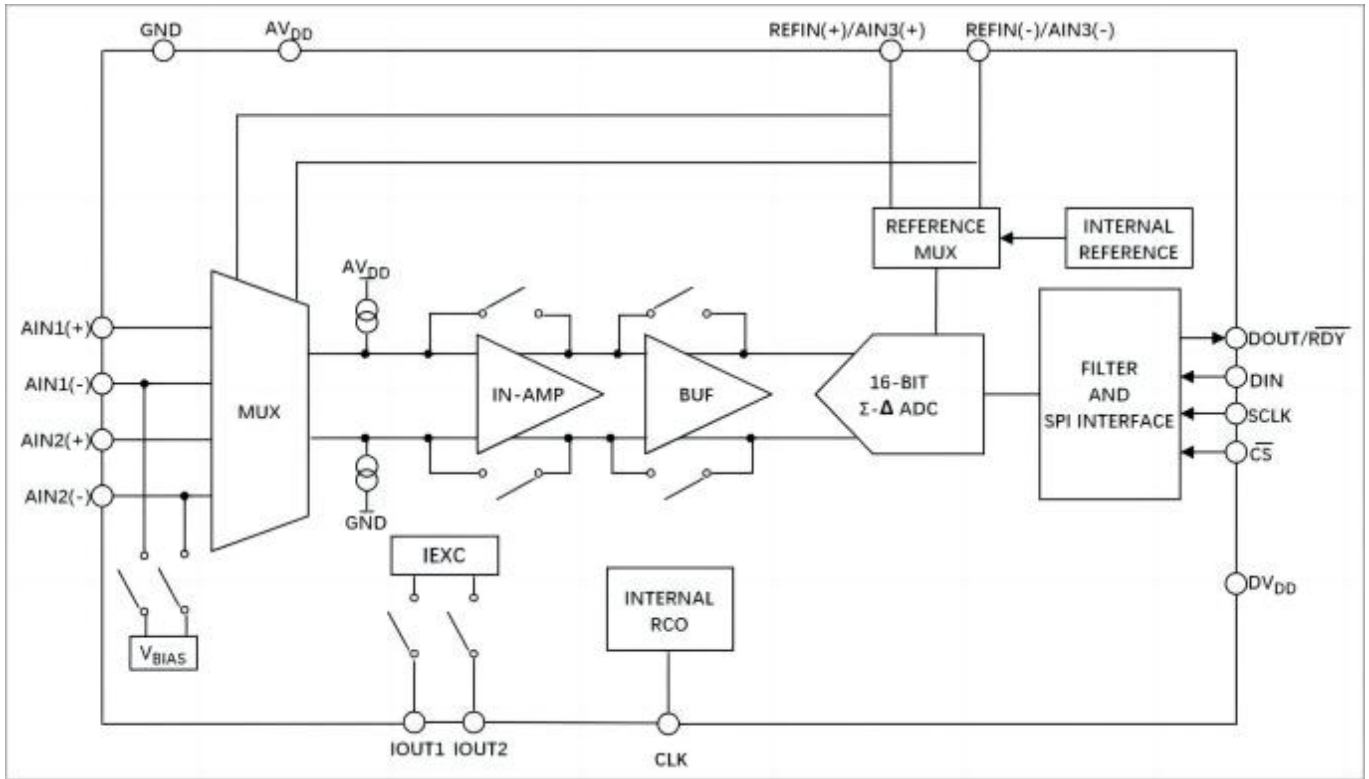 GND
AVDD
REFIN(+)/AIN3(+)
REFIN(-)/AIN3(-)
REFERENCE
MUX
INTERNAL
REFERENCE
AVDD
AIN1(+)
AIN1(-)
AIN2(+)
AIN2(-)
MUX
IN-AMP
BUF
16-BIT
Σ-Δ ADC
FILTER
AND
SPI INTERFACE
DOUT/R̅D̅Y̅
DIN
SCLK
C̅S̅
GND
IEXC
INTERNAL
RCO
DVDD
VBIAS
IOUT1
IOUT2
CLK